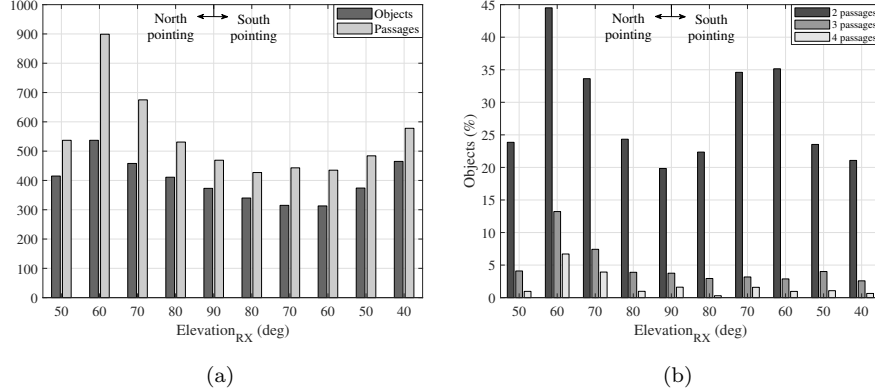 1000
900
800
700
600
500
400
300
200
100
0
North pointing
South pointing
Objects
Passages
50 60 70 80 90 80 70 60 50 40
Elevation_RX (deg)
(a)
45
40
35
30
25
20
15
10
5
0
Objects (%)
North pointing
South pointing
2 passages
3 passages
4 passages
50 60 70 80 90 80 70 60 50 40
Elevation_RX (deg)
(b)